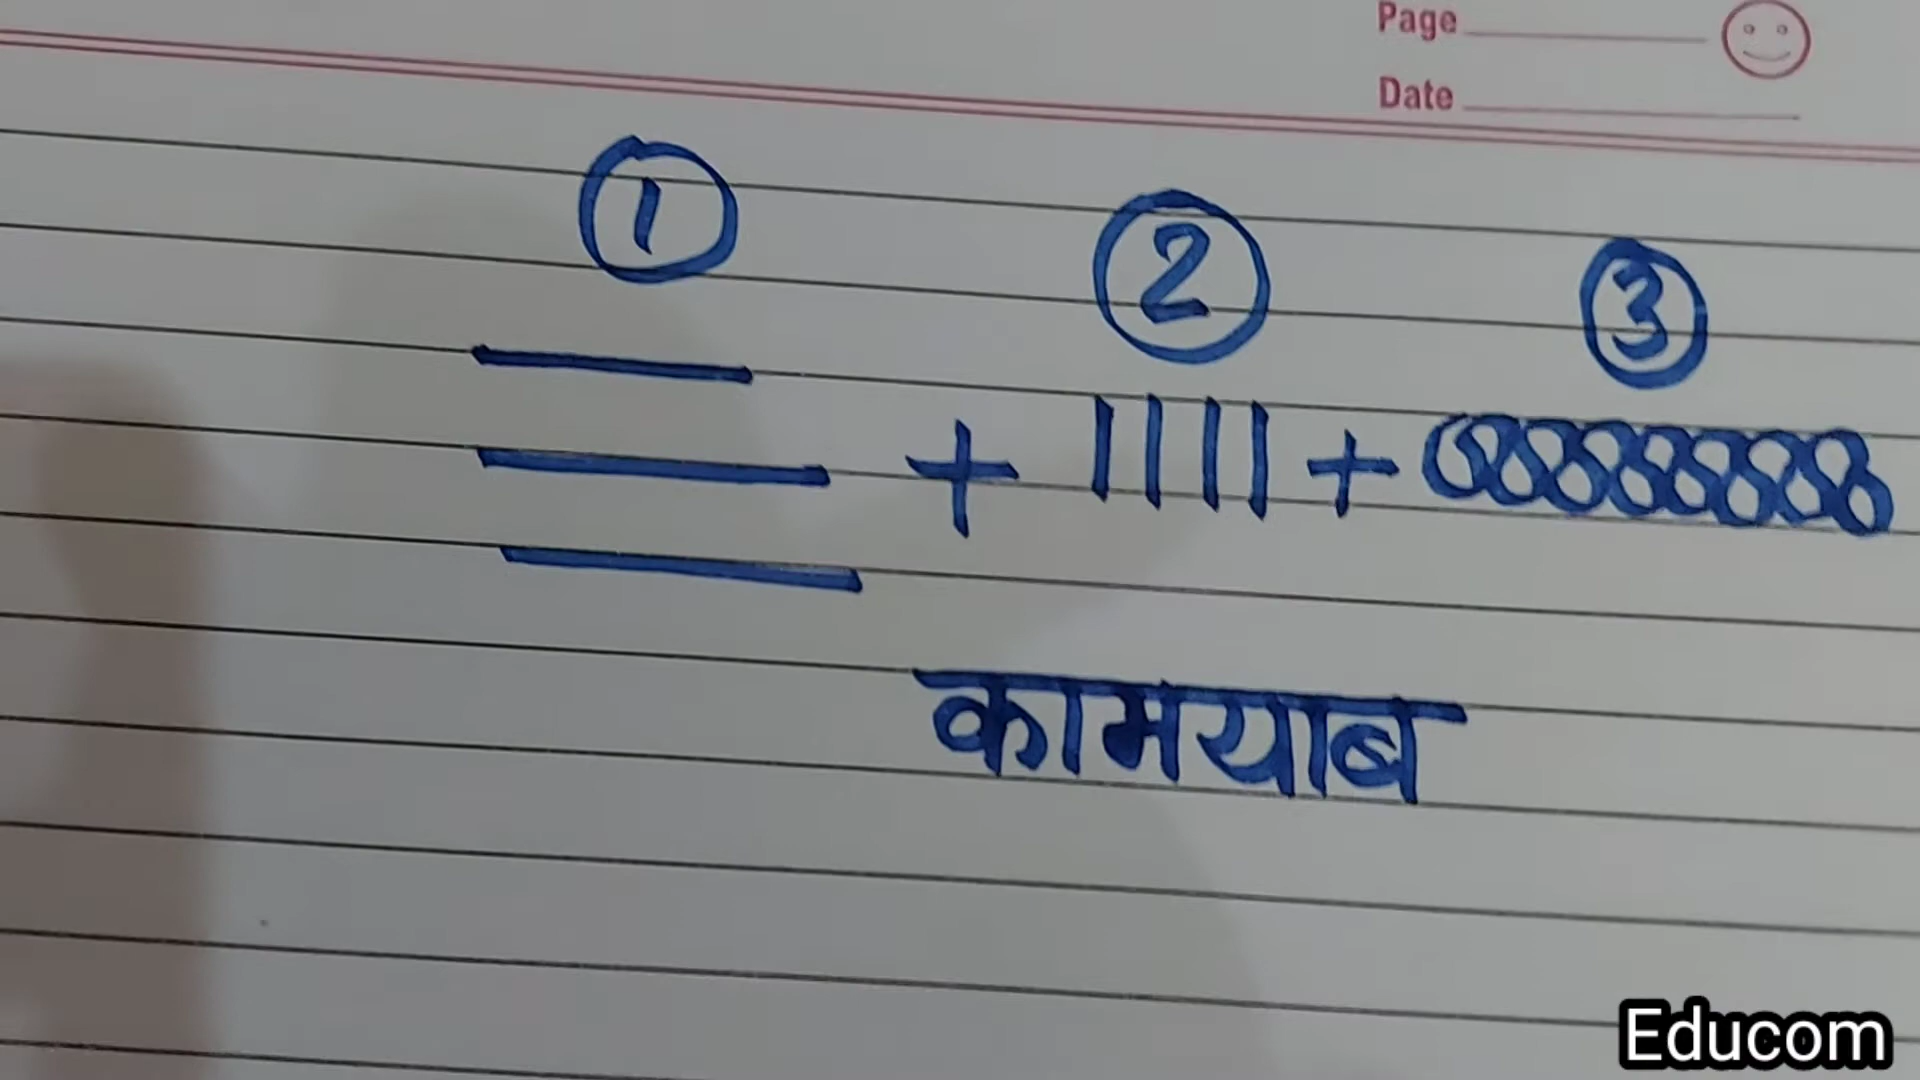 Page
Date
① ② ③
+ |||| +
कामयाब
Educom